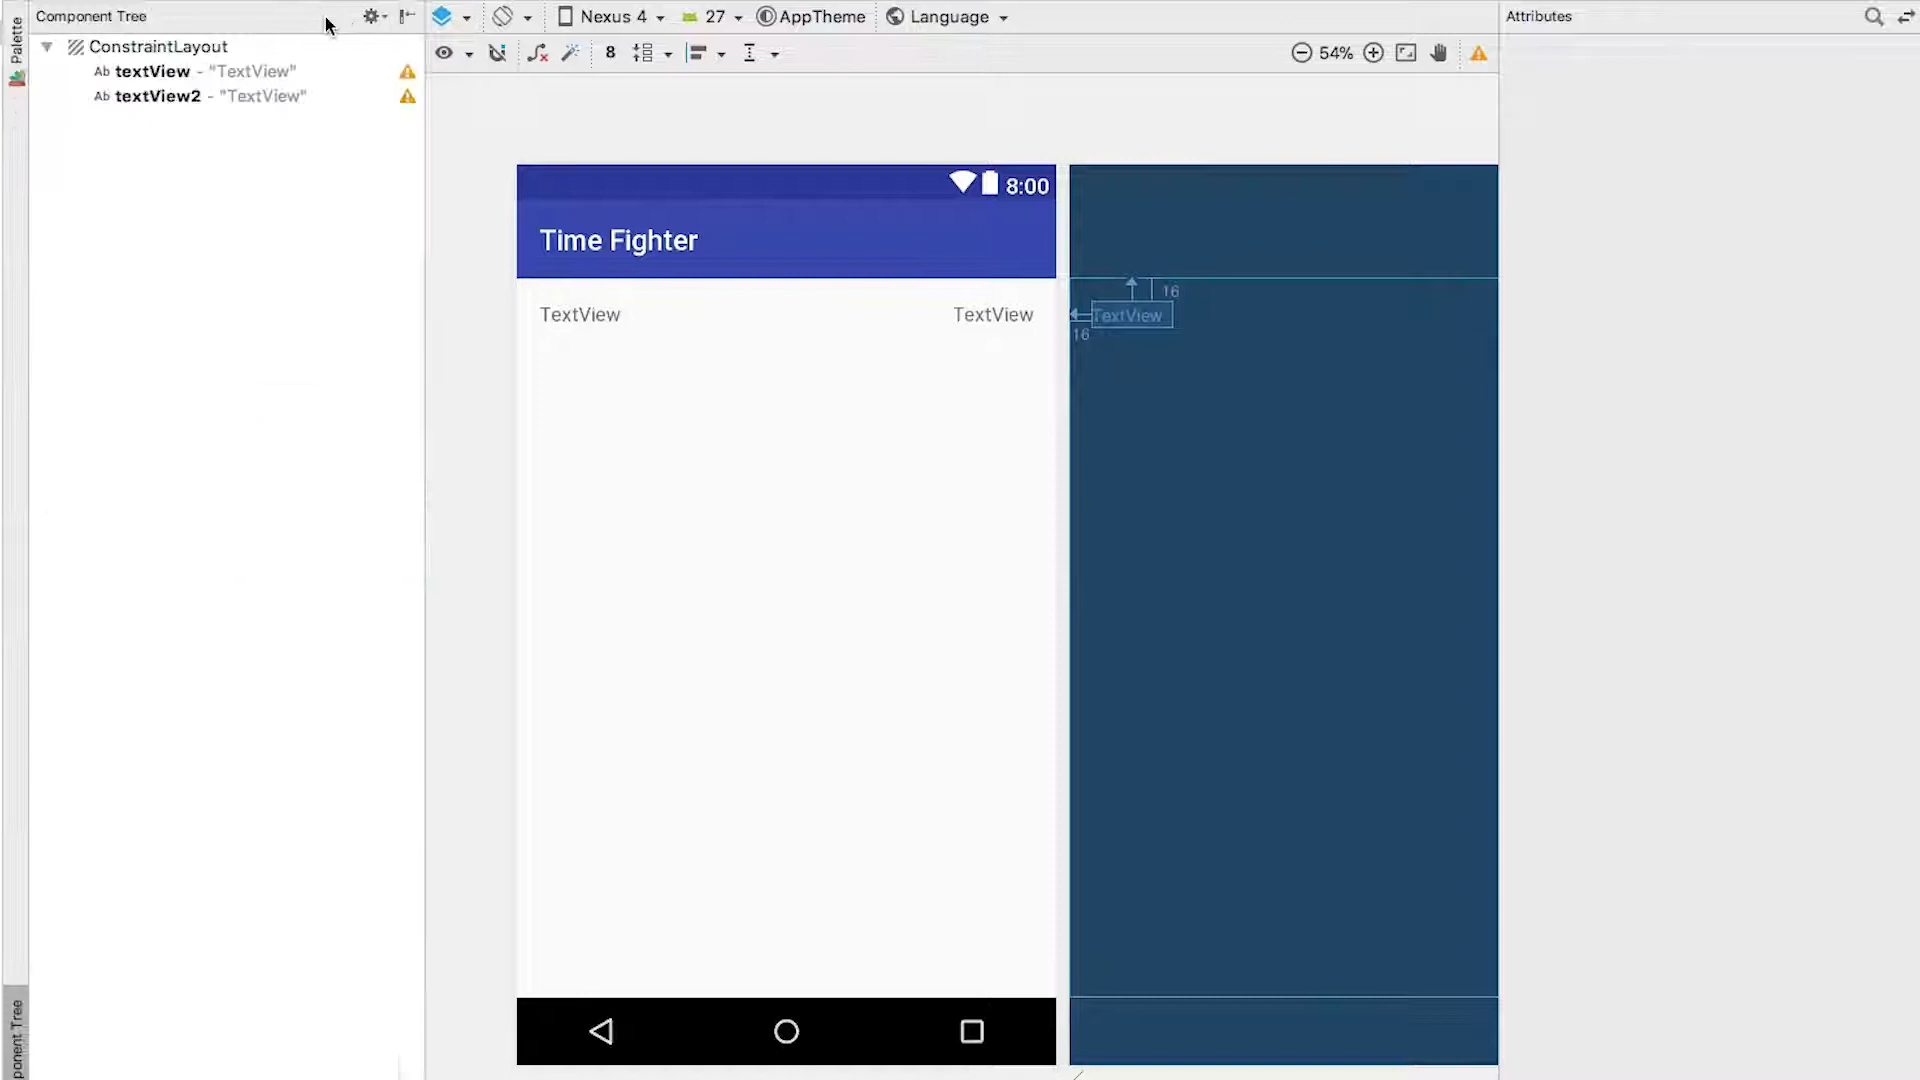 Palette
Component Tree
Nexus 4
27
AppTheme
Language
Attributes
ConstraintLayout
8
54%
Ab textView - "TextView"
Ab textView2 - "TextView"
8:00
Time Fighter
TextView
TextView
16
TextView
16
ponent Tree